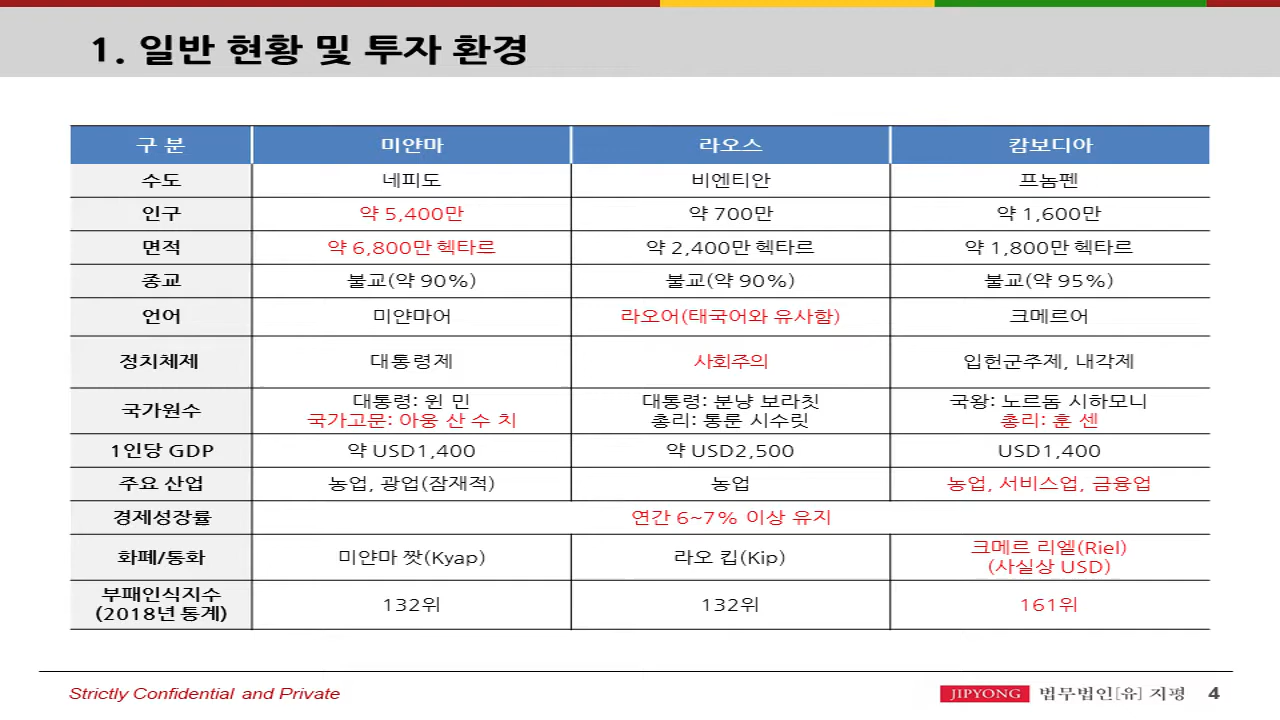 1. 일반 현황 및 투자 환경
구 분 미얀마 라오스 캄보디아
수도 네피도 비엔티안 프놈펜
인구 약 5,400만 약 700만 약 1,600만
면적 약 6,800만 헥타르 약 2,400만 헥타르 약 1,800만 헥타르
종교 불교(약 90%) 불교(약 90%) 불교(약 95%)
언어 미얀마어 라오어(태국어와 유사함) 크메르어
정치체제 대통령제 사회주의 입헌군주제, 내각제
국가원수 대통령: 윈 민 대통령: 분냥 보라칫 국왕: 노르돔 시하모니
국가고문: 아웅 산 수 치 총리: 통룬 시수릿 총리: 훈 센
1인당 GDP 약 USD1,400 약 USD2,500 USD1,400
주요 산업 농업, 광업(잠재적) 농업 농업, 서비스업, 금융업
경제성장률 연간 6~7% 이상 유지
화폐/통화 미얀마 짯(Kyap) 라오 킵(Kip) 크메르 리엘(Riel)
(사실상 USD)
부패인식지수
(2018년 통계) 132위 132위 161위
Strictly Confidential and Private JIPYONG 법무법인[유] 지평 4